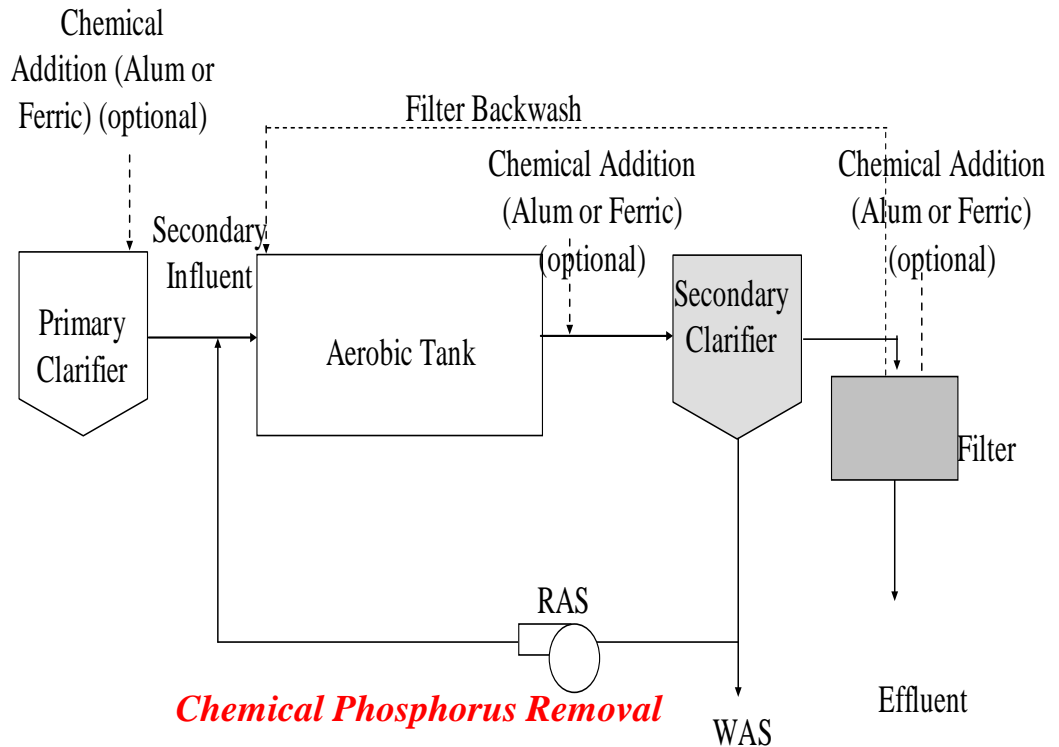 Chemical
Addition (Alum or
Ferric) (optional)
Filter Backwash
Chemical Addition
(Alum or Ferric)
(optional)
Chemical Addition
(Alum or Ferric)
(optional)
Secondary
Influent
Primary
Clarifier
Aerobic Tank
Secondary
Clarifier
Filter
RAS
Chemical Phosphorus Removal
WAS
Effluent